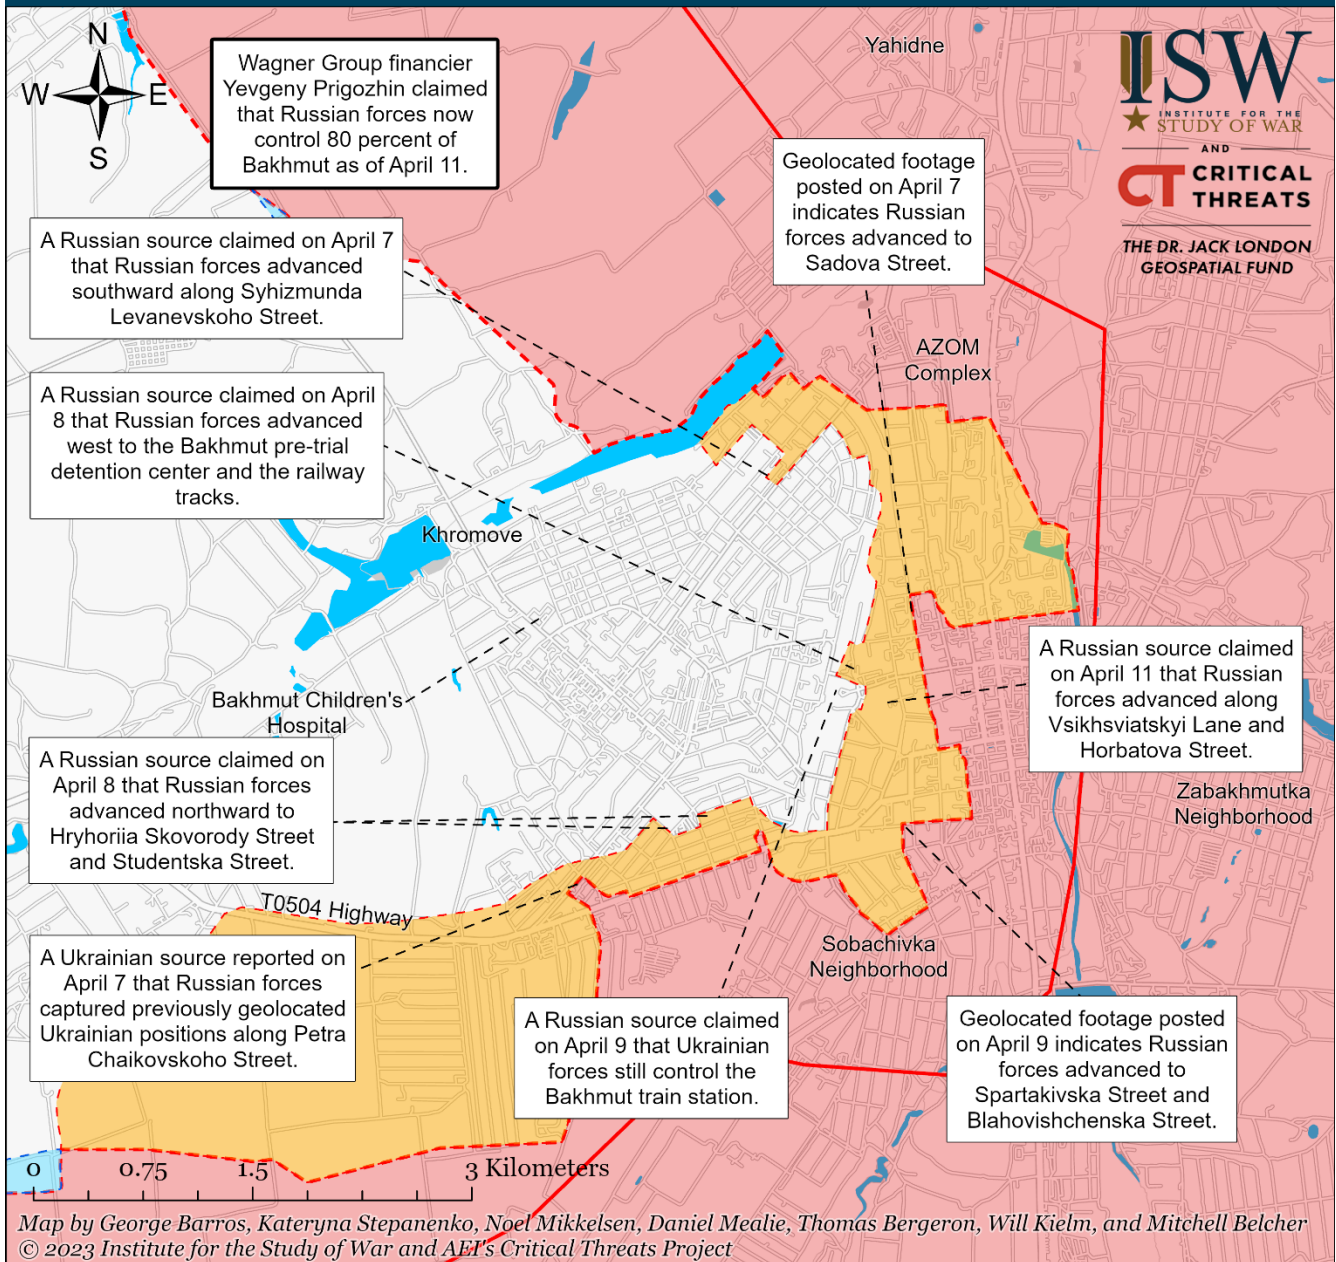 N
W
E
S
Wagner Group financier
Yevgeny Prigozhin claimed
that Russian forces now
control 80 percent of
Bakhmut as of April 11.
Yahidne
ISW
INSTITUTE FOR THE
STUDY OF WAR
AND
CT CRITICAL
THREATS
THE DR. JACK LONDON
GEOSPATIAL FUND
Geolocated footage
posted on April 7
indicates Russian
forces advanced to
Sadova Street.
A Russian source claimed on April 7
that Russian forces advanced
southward along Syhizmunda
Levanevskoho Street.
AZOM
Complex
A Russian source claimed on April
8 that Russian forces advanced
west to the Bakhmut pre-trial
detention center and the railway
tracks.
Khromove
A Russian source claimed
on April 11 that Russian
forces advanced along
Vsikhsviatskyi Lane and
Horbatova Street.
Bakhmut Children's
Hospital
A Russian source claimed on
April 8 that Russian forces
advanced northward to
Hryhoriia Skovorody Street
and Studentska Street.
Zabakhmutka
Neighborhood
T0504 Highway
Sobachivka
Neighborhood
A Ukrainian source reported on
April 7 that Russian forces
captured previously geolocated
Ukrainian positions along Petra
Chaikovskoho Street.
A Russian source claimed
on April 9 that Ukrainian
forces still control the
Bakhmut train station.
Geolocated footage posted
on April 9 indicates Russian
forces advanced to
Spartakivska Street and
Blahovishchenska Street.
0 0.75 1.5 3 Kilometers
Map by George Barros, Kateryna Stepanenko, Noel Mikkelsen, Daniel Mealie, Thomas Bergeron, Will Kielm, and Mitchell Belcher
© 2023 Institute for the Study of War and AEI's Critical Threats Project